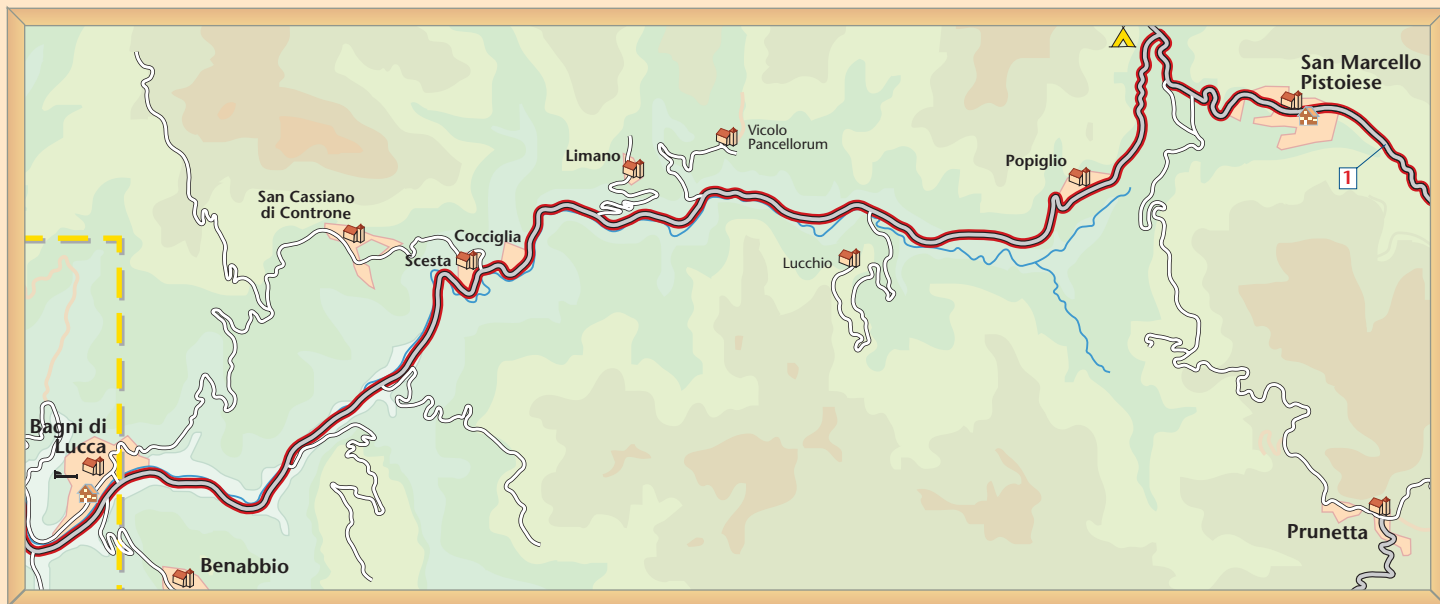 San Marcello
Pistoiese
Vicolo
Pancellorum
Limano
Popiglio
1
San Cassiano
di Controne
Cocciglia
Scesta
Lucchio
Bagni di
Lucca
Prunetta
Benabbio